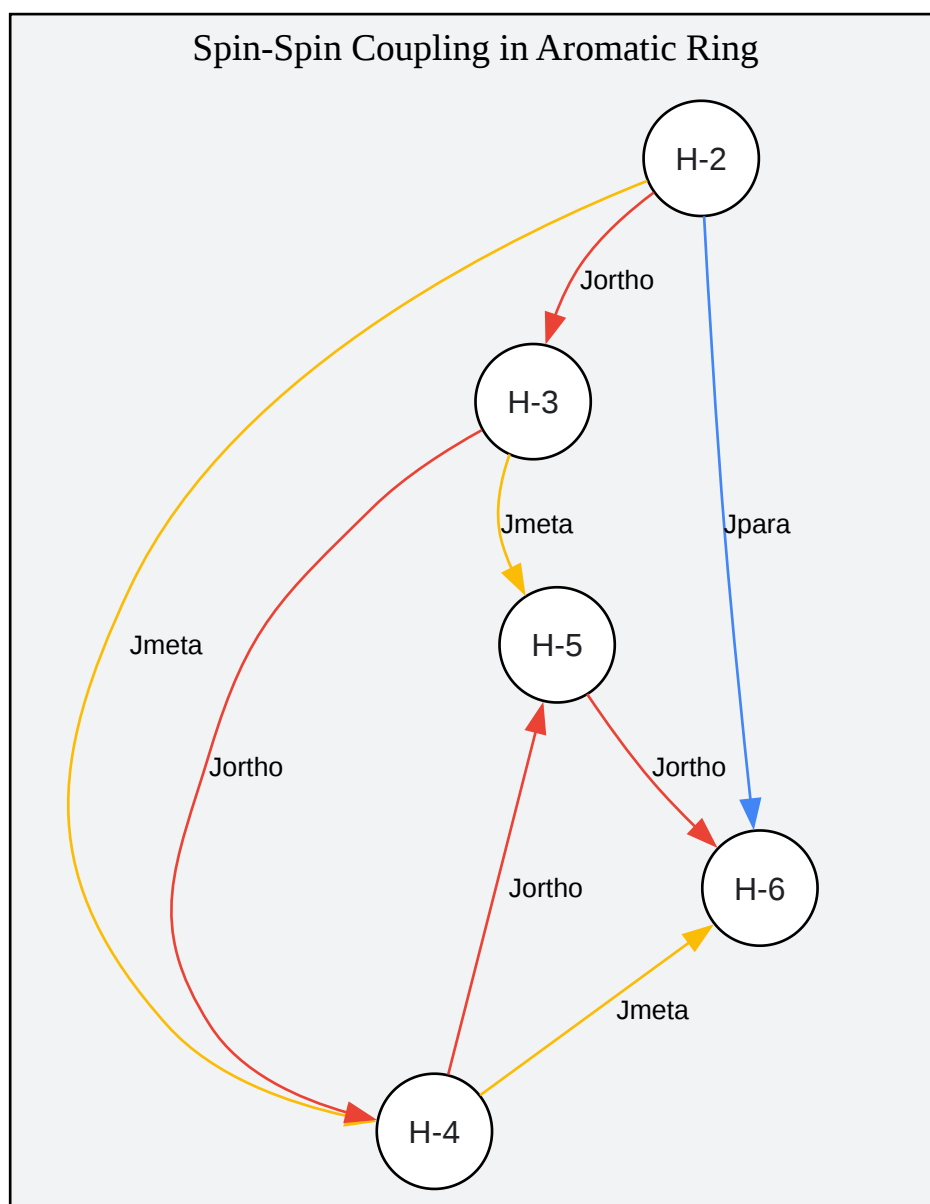 Spin-Spin Coupling in Aromatic Ring
H-2
Jortho
H-3
Jmeta
Jpara
H-5
Jmeta
Jortho
Jortho
Jortho
H-6
Jmeta
H-4